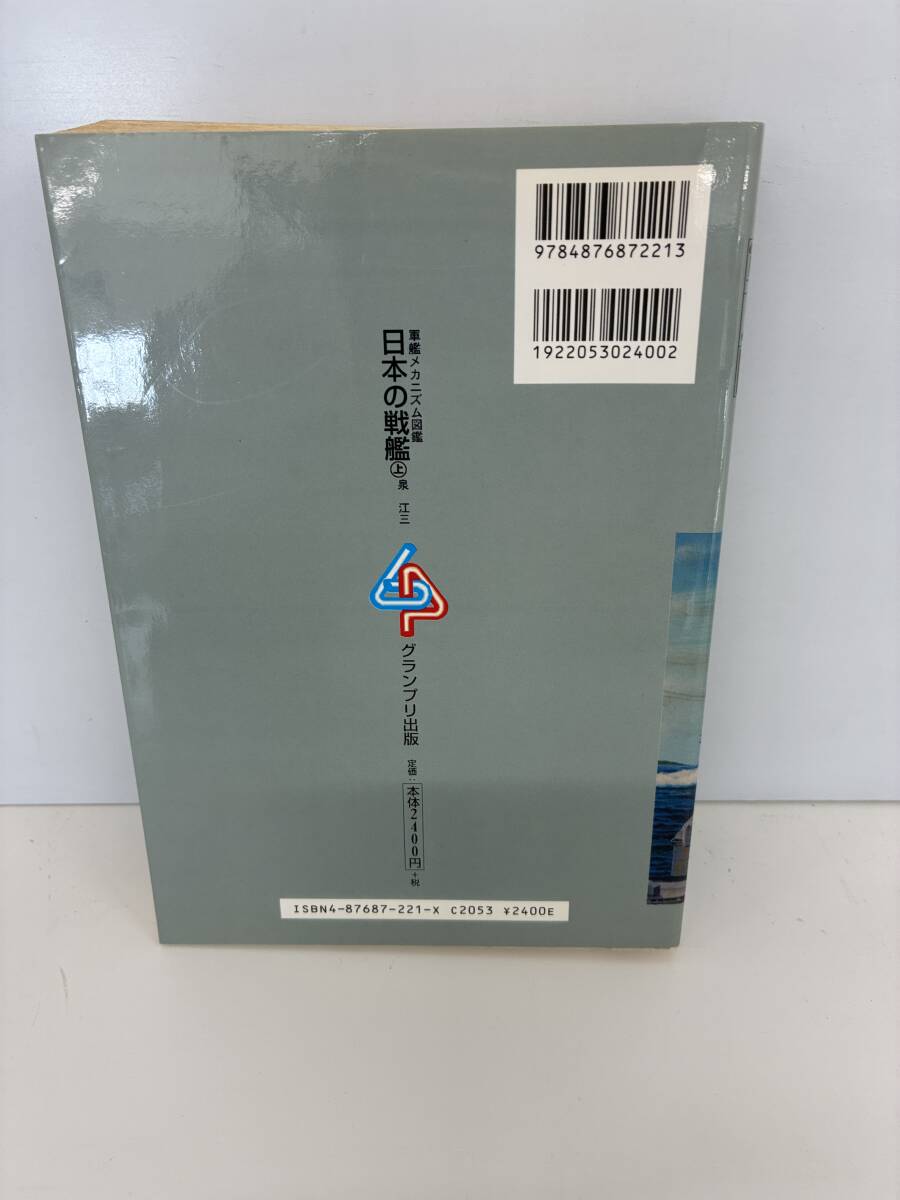 9784876872213
1922053024002
軍艦メカニズム図鑑
日本の戦艦㊤泉 江三
グランプリ出版
定価:本体2400円+税
ISBN4-87687-221-X C2053 ¥2400E